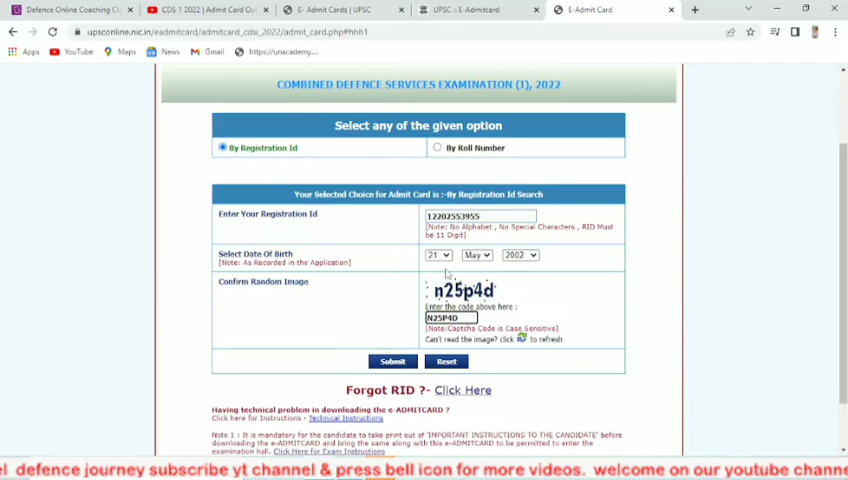 Defence Online Coaching Cl
CDS 1 2022 | Admit Card Out
E- Admit Cards | UPSC
UPSC :: E-Admitcard
E-Admit Card
upsconline.nic.in/eadmitcard/admitcard_cdsi_2022/admit_card.php#hhh1
Apps YouTube Maps News Gmail https://unacademy...
COMBINED DEFENCE SERVICES EXAMINATION (I), 2022
Select any of the given option
By Registration Id By Roll Number
Your Selected Choice for Admit Card is :-By Registration Id Search
Enter Your Registration Id 12202553955
[Note: No Alphabet , No Special Characters , RID Must
be 11 Digit]
Select Date Of Birth 21 May 2002
[Note: As Recorded in the Application]
Confirm Random Image n25p4d
Enter the code above here :
N25P4D
[Note:Captcha Code is Case Sensitive]
Can't read the image? click to refresh
Submit Reset
Forgot RID ?- Click Here
Having technical problem in downloading the e-ADMITCARD ?
Click here for Instructions - Technical Instructions
Note 1 : It is mandatory for the candidate to take print out of 'IMPORTANT INSTRUCTIONS TO THE CANDIDATE' before
downloading the e-ADMITCARD and bring the same along with this e-ADMITCARD to be permitted to enter the
examination hall. Click Here For Exam Instructions
el defence journey subscribe yt channel & press bell icon for more videos. welcome on our youtube channe